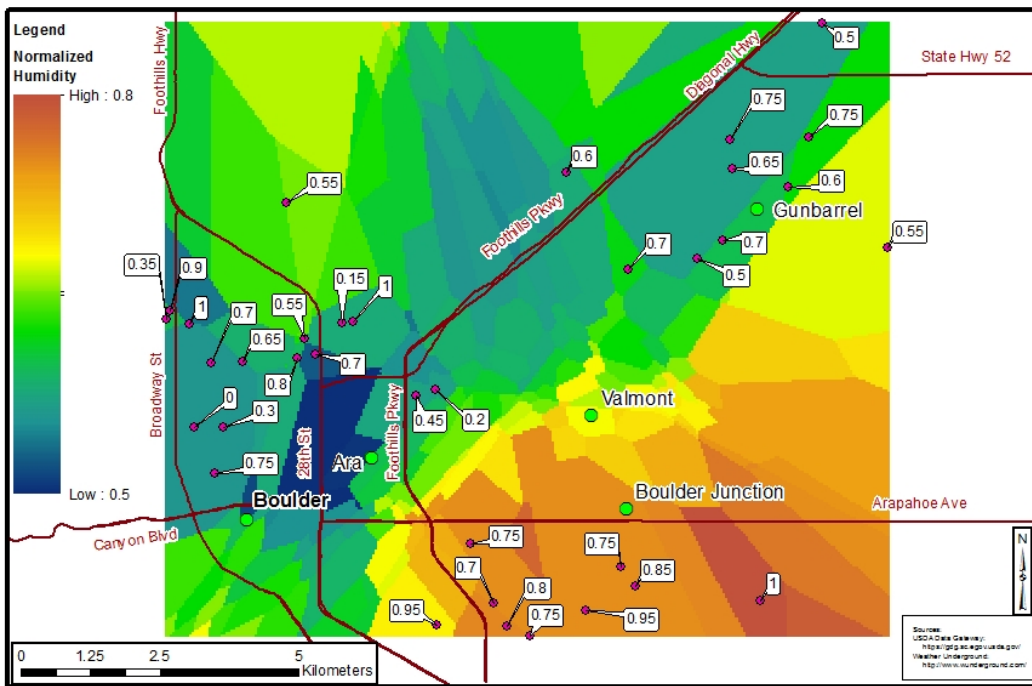 Legend
Normalized
Humidity
High : 0.8
Low : 0.5
Foothills Hwy
Diagonal Hwy
State Hwy 52
0.5
0.75
0.75
0.6
0.65
0.55
0.6
Gunbarrel
Foothills Pkwy
0.55
0.7
0.7
0.5
0.35
0.9
0.15
1
1
0.7
0.55
0.65
0.7
0.8
Broadway St
28th St
Foothills Pkwy
0
0.3
0.45
0.2
Valmont
0.75
Ara
Boulder
Boulder Junction
Arapahoe Ave
Canyon Blvd
0.75
0.75
0.7
0.85
0.8
1
0.95
0.75
0.95
N
0 1.25 2.5 5
Kilometers
Sources:
USDA Data Gateway:
https://gdg.sc.egov.usda.gov/
Weather Underground:
http://www.wunderground.com/